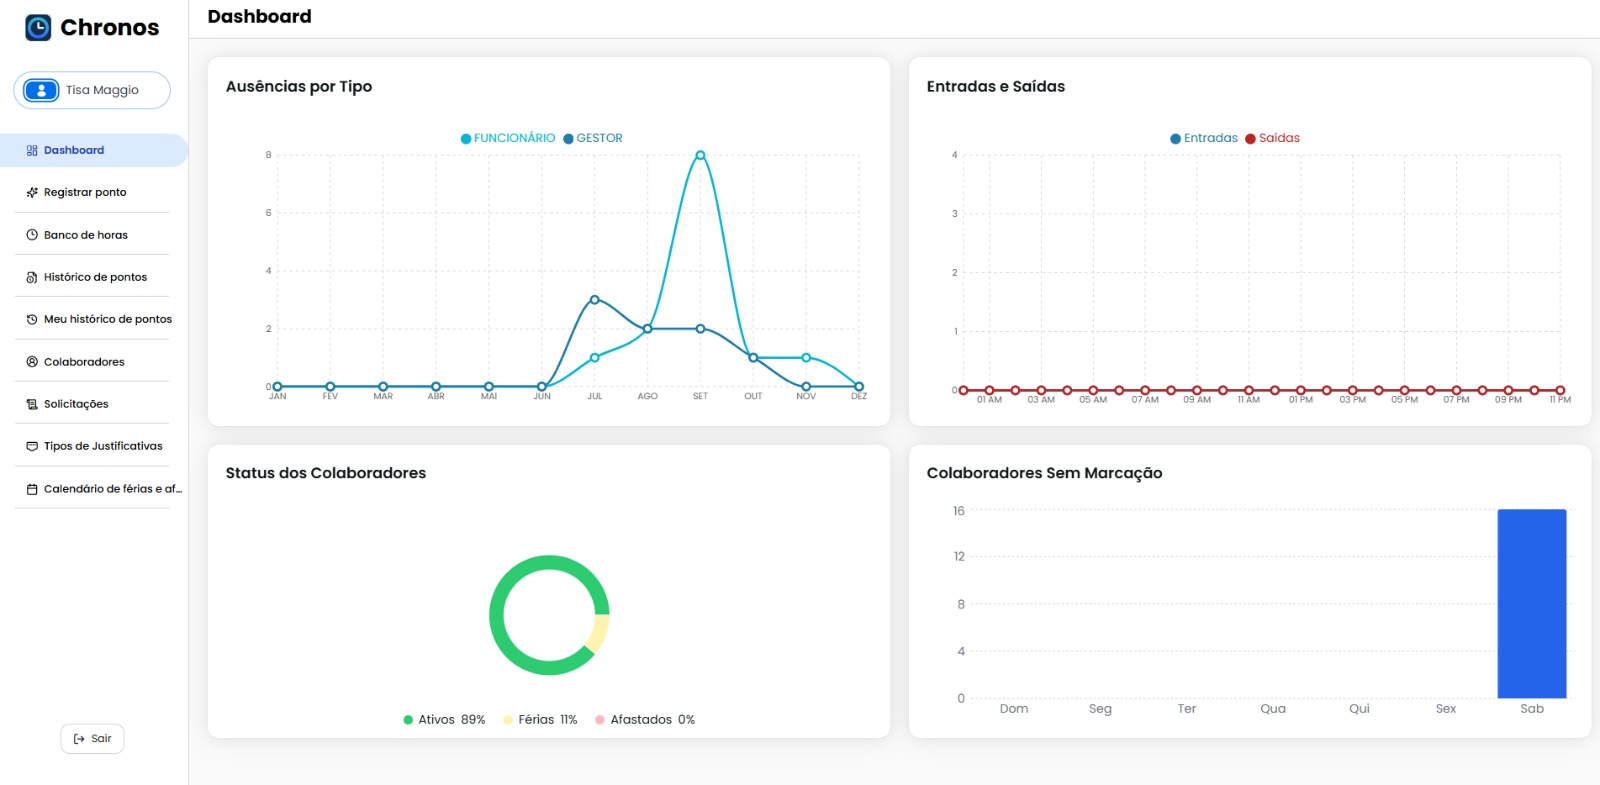 Chronos
Tisa Maggio
Dashboard
Registrar ponto
Banco de horas
Histórico de pontos
Meu histórico de pontos
Colaboradores
Solicitações
Tipos de Justificativas
Calendário de férias e af...
Sair
Dashboard
Ausências por Tipo
FUNCIONÁRIO GESTOR
8
6
4
2
0
JAN FEV MAR ABR MAI JUN JUL AGO SET OUT NOV DEZ
Entradas e Saídas
Entradas Saídas
4
3
2
1
0
01 AM 03 AM 05 AM 07 AM 09 AM 11 AM 01 PM 03 PM 05 PM 07 PM 09 PM 11 PM
Status dos Colaboradores
Ativos 89% Férias 11% Afastados 0%
Colaboradores Sem Marcação
16
12
8
4
0
Dom Seg Ter Qua Qui Sex Sab